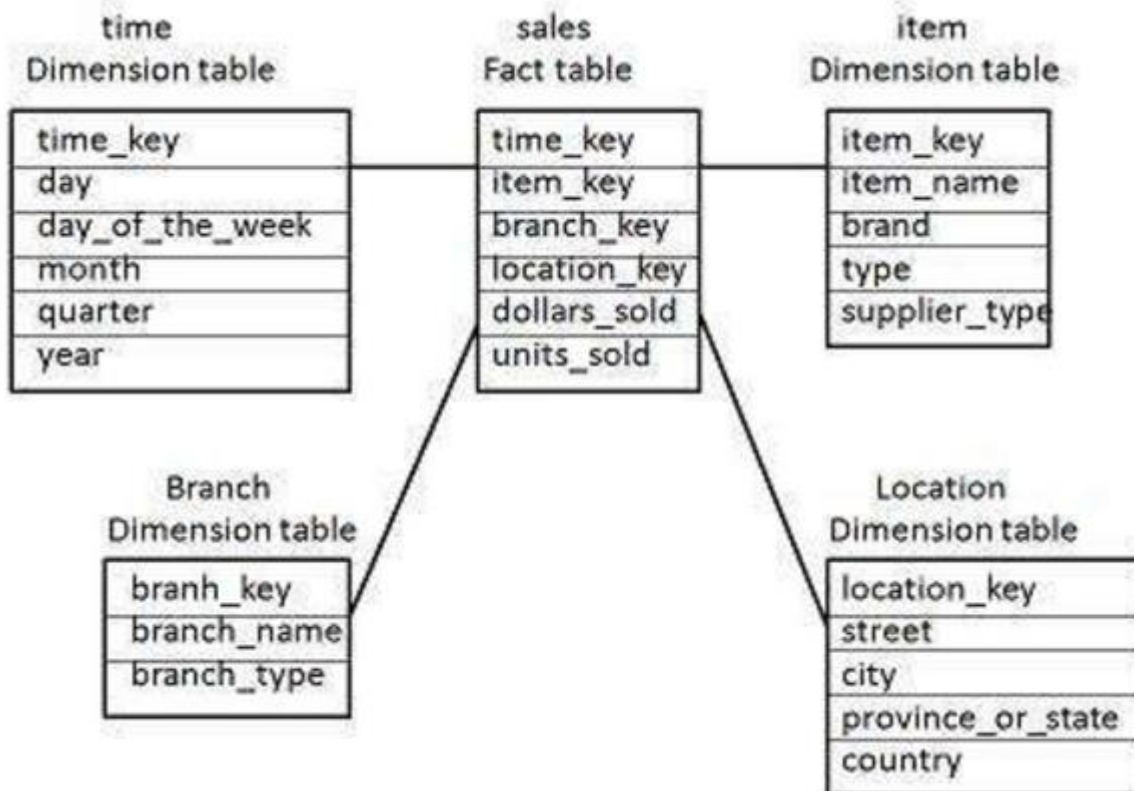 time
Dimension table
time_key
day
day_of_the_week
month
quarter
year
sales
Fact table
time_key
item_key
branch_key
location_key
dollars_sold
units_sold
item
Dimension table
item_key
item_name
brand
type
supplier_type
Branch
Dimension table
branh_key
branch_name
branch_type
Location
Dimension table
location_key
street
city
province_or_state
country